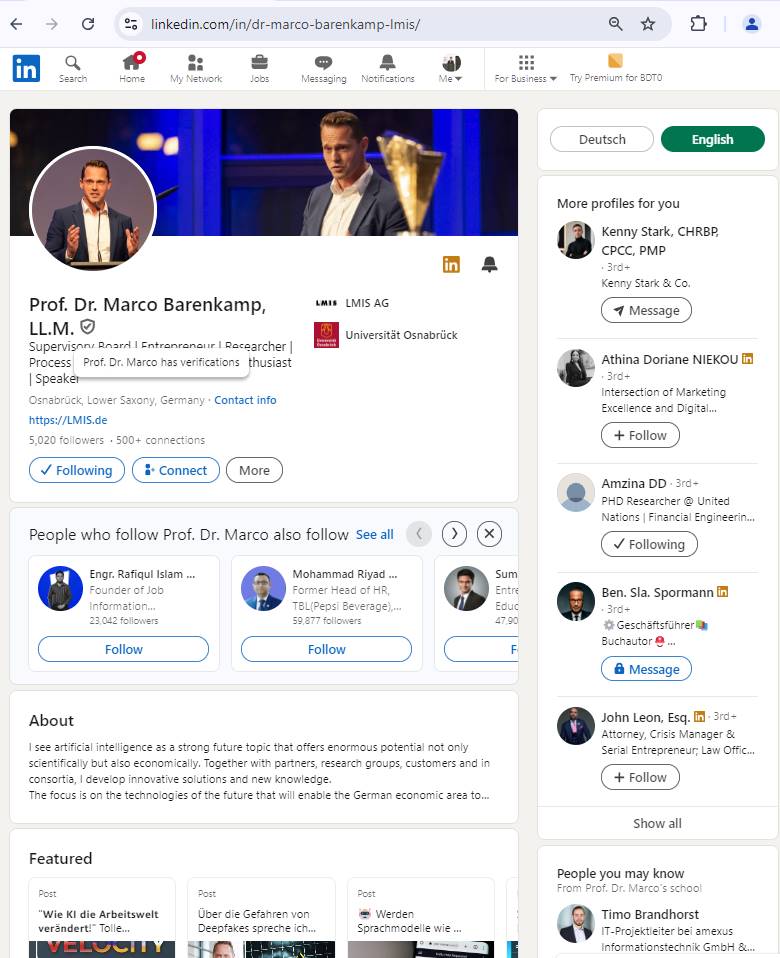 linkedin.com/in/dr-marco-barenkamp-lmis/
in
Search
Home
My Network
Jobs
Messaging
Notifications
Me
For Business
Try Premium for BDT0
Deutsch
English
Prof. Dr. Marco Barenkamp,
LL.M.
Supervisory Board | Entrepreneur | Researcher |
Process
thusiast
| Speaker
Prof. Dr. Marco has verifications
Osnabrück, Lower Saxony, Germany · Contact info
https://LMIS.de
5,020 followers · 500+ connections
Following
Connect
More
in
LMIS LMIS AG
Universität Osnabrück
People who follow Prof. Dr. Marco also follow See all
Engr. Rafiqul Islam ...
Founder of Job
Information...
23,042 followers
Follow
Mohammad Riyad ...
Former Head of HR,
TBL(Pepsi Beverage),...
59,877 followers
Follow
Sum
Entre
Educ
47,90
F
About
I see artificial intelligence as a strong future topic that offers enormous potential not only
scientifically but also economically. Together with partners, research groups, customers and in
consortia, I develop innovative solutions and new knowledge.
The focus is on the technologies of the future that will enable the German economic area to...
Featured
Post
"Wie KI die Arbeitswelt
verändert!" Tolle...
VELOCITY
Post
Über die Gefahren von
Deepfakes spreche ich...
Post
Werden
Sprachmodelle wie ...
More profiles for you
Kenny Stark, CHRBP,
CPCC, PMP
· 3rd+
Kenny Stark & Co.
Message
Athina Doriane NIEKOU in
· 3rd+
Intersection of Marketing
Excellence and Digital...
+ Follow
Amzina DD · 3rd+
PHD Researcher @ United
Nations | Financial Engineerin...
Following
Ben. Sla. Spormann in
· 3rd+
Geschäftsführer
Buchautor ...
Message
John Leon, Esq. in · 3rd+
Attorney, Crisis Manager &
Serial Entrepreneur; Law Offic...
+ Follow
Show all
People you may know
From Prof. Dr. Marco's school
Timo Brandhorst
IT-Projektleiter bei amexus
Informationstechnik GmbH &...